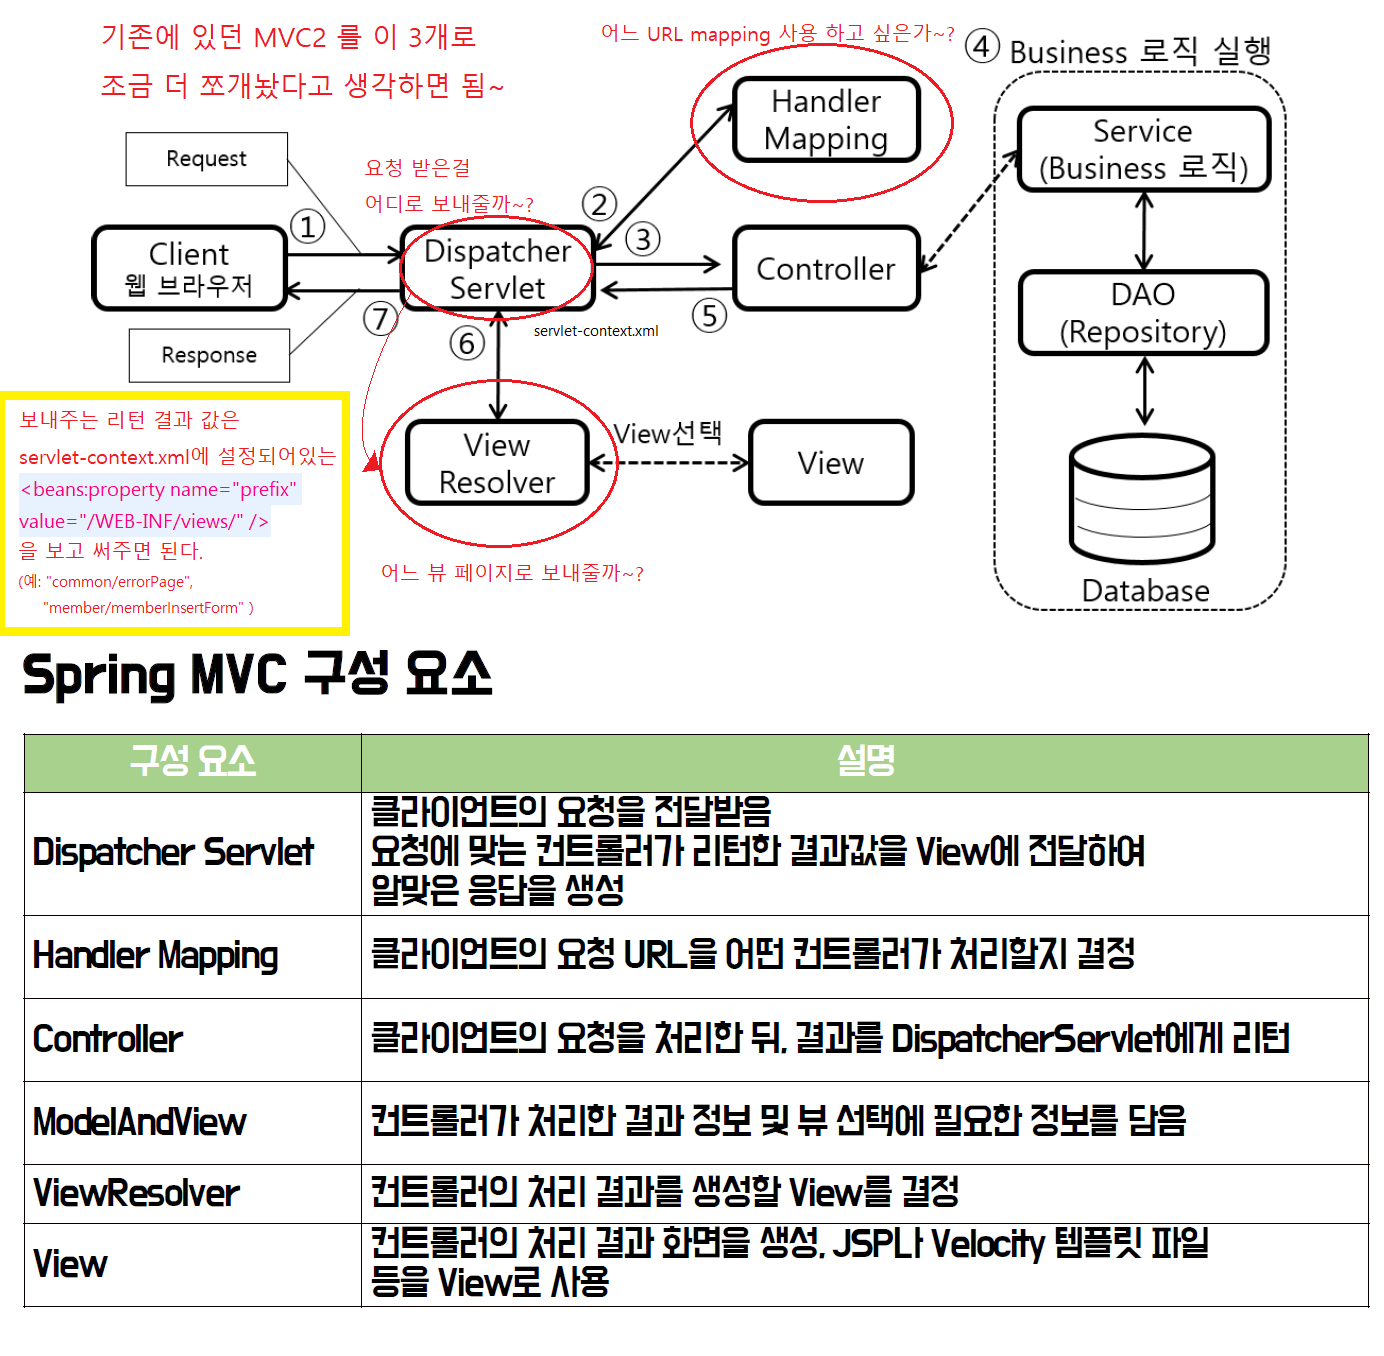 기존에 있던 MVC2 를 이 3개로
조금 더 쪼개놨다고 생각하면 됨~
어느 URL mapping 사용 하고 싶은가~?
④ Business 로직 실행
Handler
Mapping
Service
(Business 로직)
Request
요청 받은걸
어디로 보내줄까~?
①
②
③
Client
웹 브라우저
Dispatcher
Servlet
Controller
DAO
(Repository)
⑦
⑥
⑤
servlet-context.xml
Response
보내주는 리턴 결과 값은
servlet-context.xml에 설정되어있는
<beans:property name="prefix"
value="/WEB-INF/views/" />
을 보고 써주면 된다.
(예: "common/errorPage",
"member/memberInsertForm" )
View
Resolver
View선택
View
어느 뷰 페이지로 보내줄까~?
Database
Spring MVC 구성 요소
구성 요소
설명
Dispatcher Servlet
클라이언트의 요청을 전달받음
요청에 맞는 컨트롤러가 리턴한 결과값을 View에 전달하여
알맞은 응답을 생성
Handler Mapping
클라이언트의 요청 URL을 어떤 컨트롤러가 처리할지 결정
Controller
클라이언트의 요청을 처리한 뒤, 결과를 DispatcherServlet에게 리턴
ModelAndView
컨트롤러가 처리한 결과 정보 및 뷰 선택에 필요한 정보를 담음
ViewResolver
컨트롤러의 처리 결과를 생성할 View를 결정
View
컨트롤러의 처리 결과 화면을 생성, JSP나 Velocity 템플릿 파일
등을 View로 사용